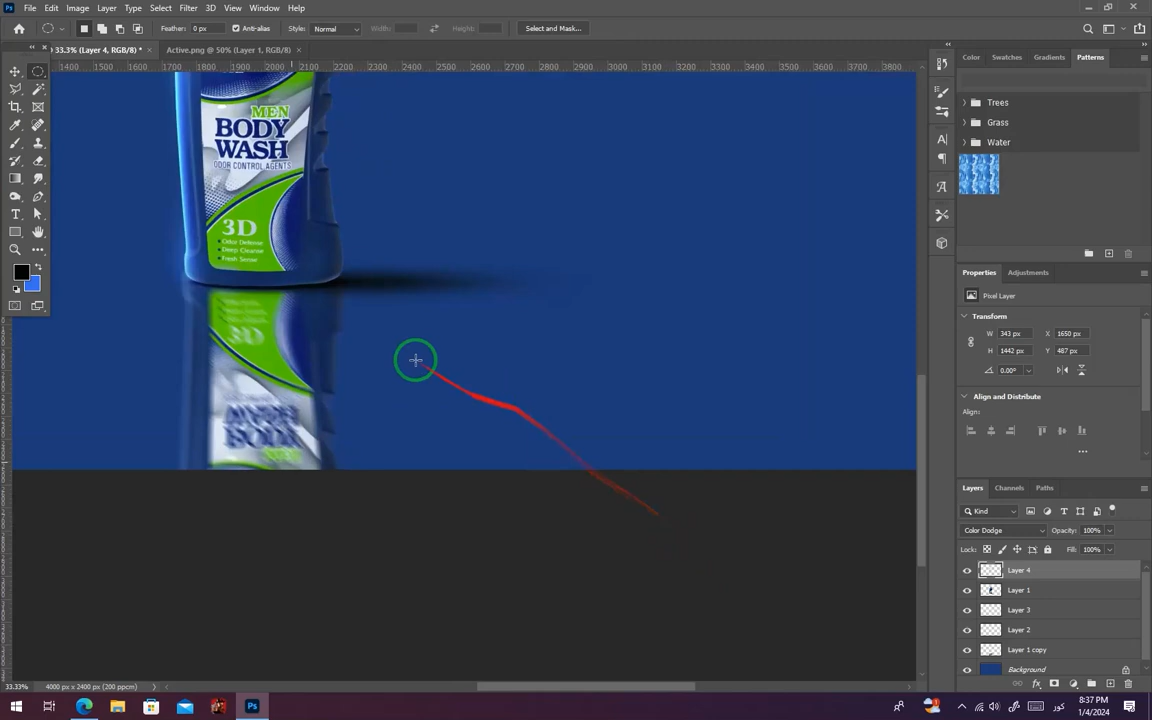 File Edit Image Layer Type Select Filter 3D View Window Help
Feather: 0 px Anti-alias Style: Normal Width: Height: Select and Mask...
33.3% (Layer 4, RGB/8) * × Active.png @ 50% (Layer 1, RGB/8) ×
1400 1500 1600 1700 1800 1900 2000 2100 2200 2300 2400 2500 2600 2700 2800 2900 3000 3100 3200 3300 3400 3500 3600 3700 3800
Color Swatches Gradients Patterns
Trees
Grass
Water
MEN
BODY
WASH
ODOR CONTROL AGENTS
3D
Odor Defense
Deep Cleanse
Fresh Sense
Properties Adjustments
Pixel Layer
Transform
W 343 px X 1650 px
H 1442 px Y 487 px
0.00°
Align and Distribute
Align:
Layers Channels Paths
Kind
Color Dodge Opacity: 100%
Lock: Fill: 100%
Layer 4
Layer 1
Layer 3
Layer 2
Layer 1 copy
Background
33.33% 4000 px x 2400 px (200 ppcm)
Ps
کور
8:37 PM
1/4/2024